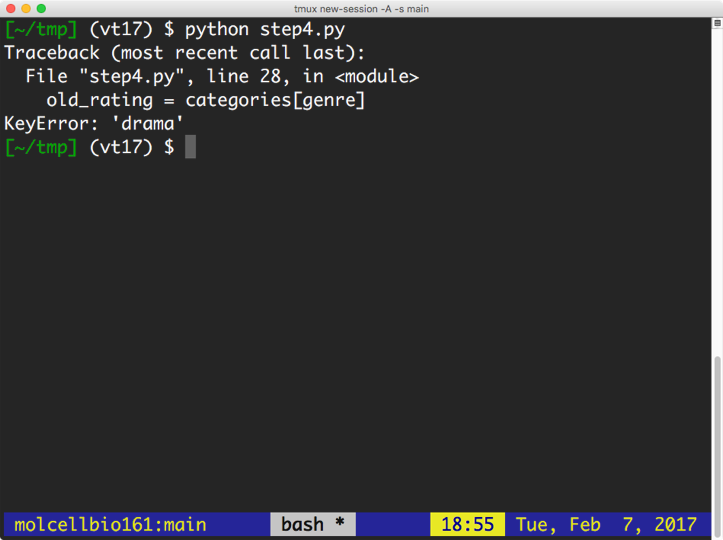 tmux new-session -A -s main
[~/tmp] (vt17) $ python step4.py
Traceback (most recent call last):
  File "step4.py", line 28, in <module>
    old_rating = categories[genre]
KeyError: 'drama'
[~/tmp] (vt17) $
molcellbio161:main bash * 18:55 Tue, Feb  7, 2017